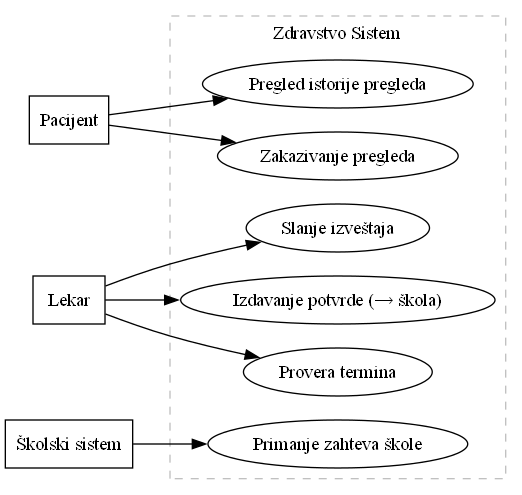 Zdravstvo Sistem
Pacijent
Pregled istorije pregleda
Zakazivanje pregleda
Lekar
Slanje izveštaja
Izdavanje potvrde (→ škola)
Provera termina
Školski sistem
Primanje zahteva škole